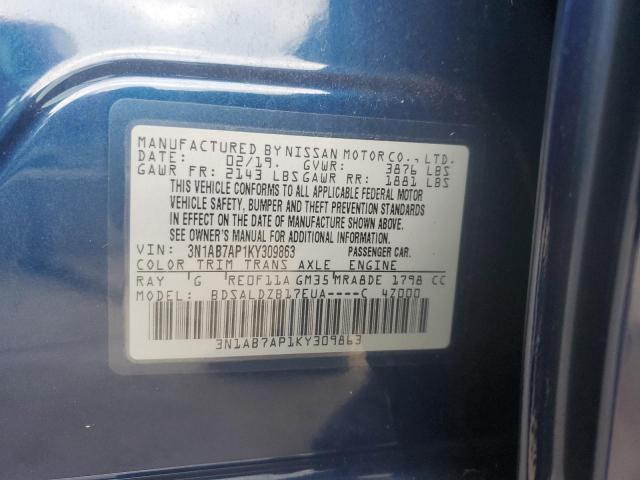 MANUFACTURED BY NISSAN MOTOR CO., LTD.
DATE: 02/19. GVWR: 3876 LBS
GAWR FR: 2143 LBS GAWR RR: 1881 LBS
THIS VEHICLE CONFORMS TO ALL APPLICABLE FEDERAL MOTOR
VEHICLE SAFETY, BUMPER AND THEFT PREVENTION STANDARDS
IN EFFECT ON THE DATE OF MANUFACTURE SHOWN ABOVE.
SEE OWNER'S MANUAL FOR ADDITIONAL INFORMATION.
VIN: 3N1AB7AP1KY309863 PASSENGER CAR.
COLOR TRIM TRANS AXLE ENGINE
RAY G RE0F11A GM35 MRA8DE 1798 CC
MODEL: BDSALDZB17EUA----C 4Z000
3N1AB7AP1KY309863